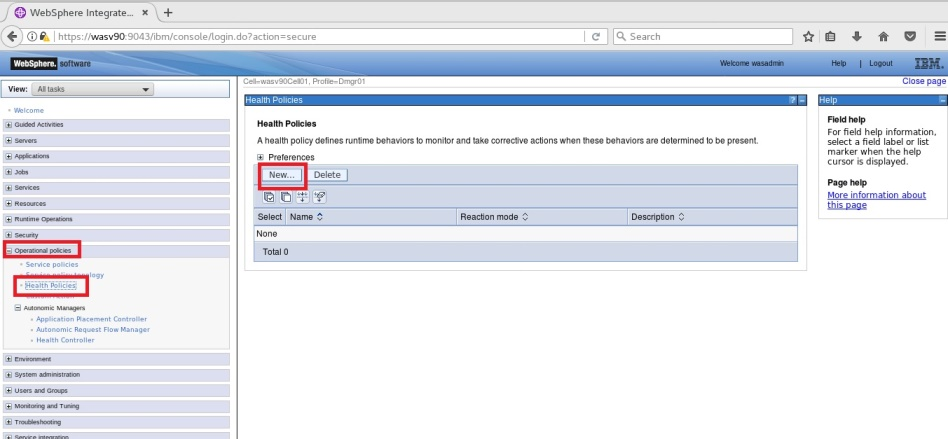 WebSphere Integrate...
https://wasv90:9043/ibm/console/login.do?action=secure
Search
WebSphere. software
Welcome wasadmin
Help | Logout
IBM.
View: All tasks
Cell=wasv90Cell01, Profile=Dmgr01
Close page
Welcome
Guided Activities
Servers
Applications
Jobs
Services
Resources
Runtime Operations
Security
Operational policies
Service policies
Service policy topology
Health Policies
Autonomic Managers
Application Placement Controller
Autonomic Request Flow Manager
Health Controller
Environment
System administration
Users and Groups
Monitoring and Tuning
Troubleshooting
Service integration
Health Policies
Health Policies
A health policy defines runtime behaviors to monitor and take corrective actions when these behaviors are determined to be present.
Preferences
New... Delete
Select Name Reaction mode Description
None
Total 0
Help
Field help
For field help information,
select a field label or list
marker when the help
cursor is displayed.
Page help
More information about
this page